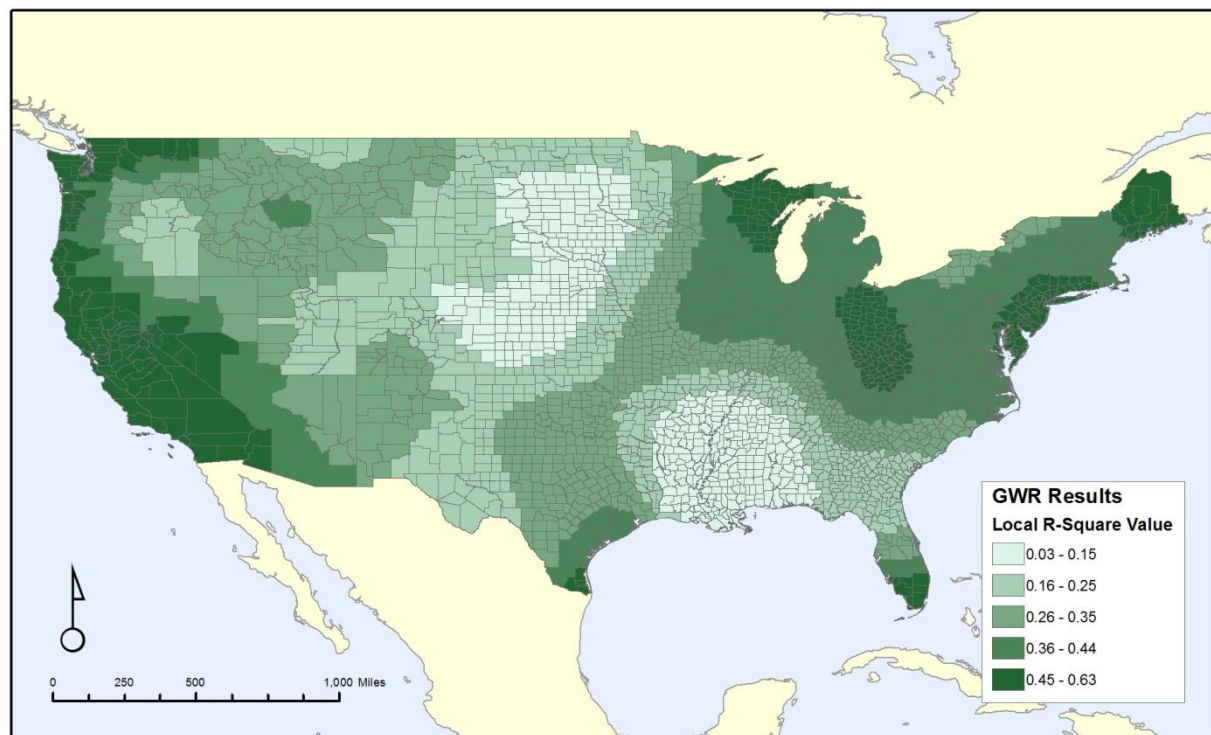 GWR Results
Local R-Square Value
0.03 - 0.15
0.16 - 0.25
0.26 - 0.35
0.36 - 0.44
0.45 - 0.63
0 250 500 1,000 Miles